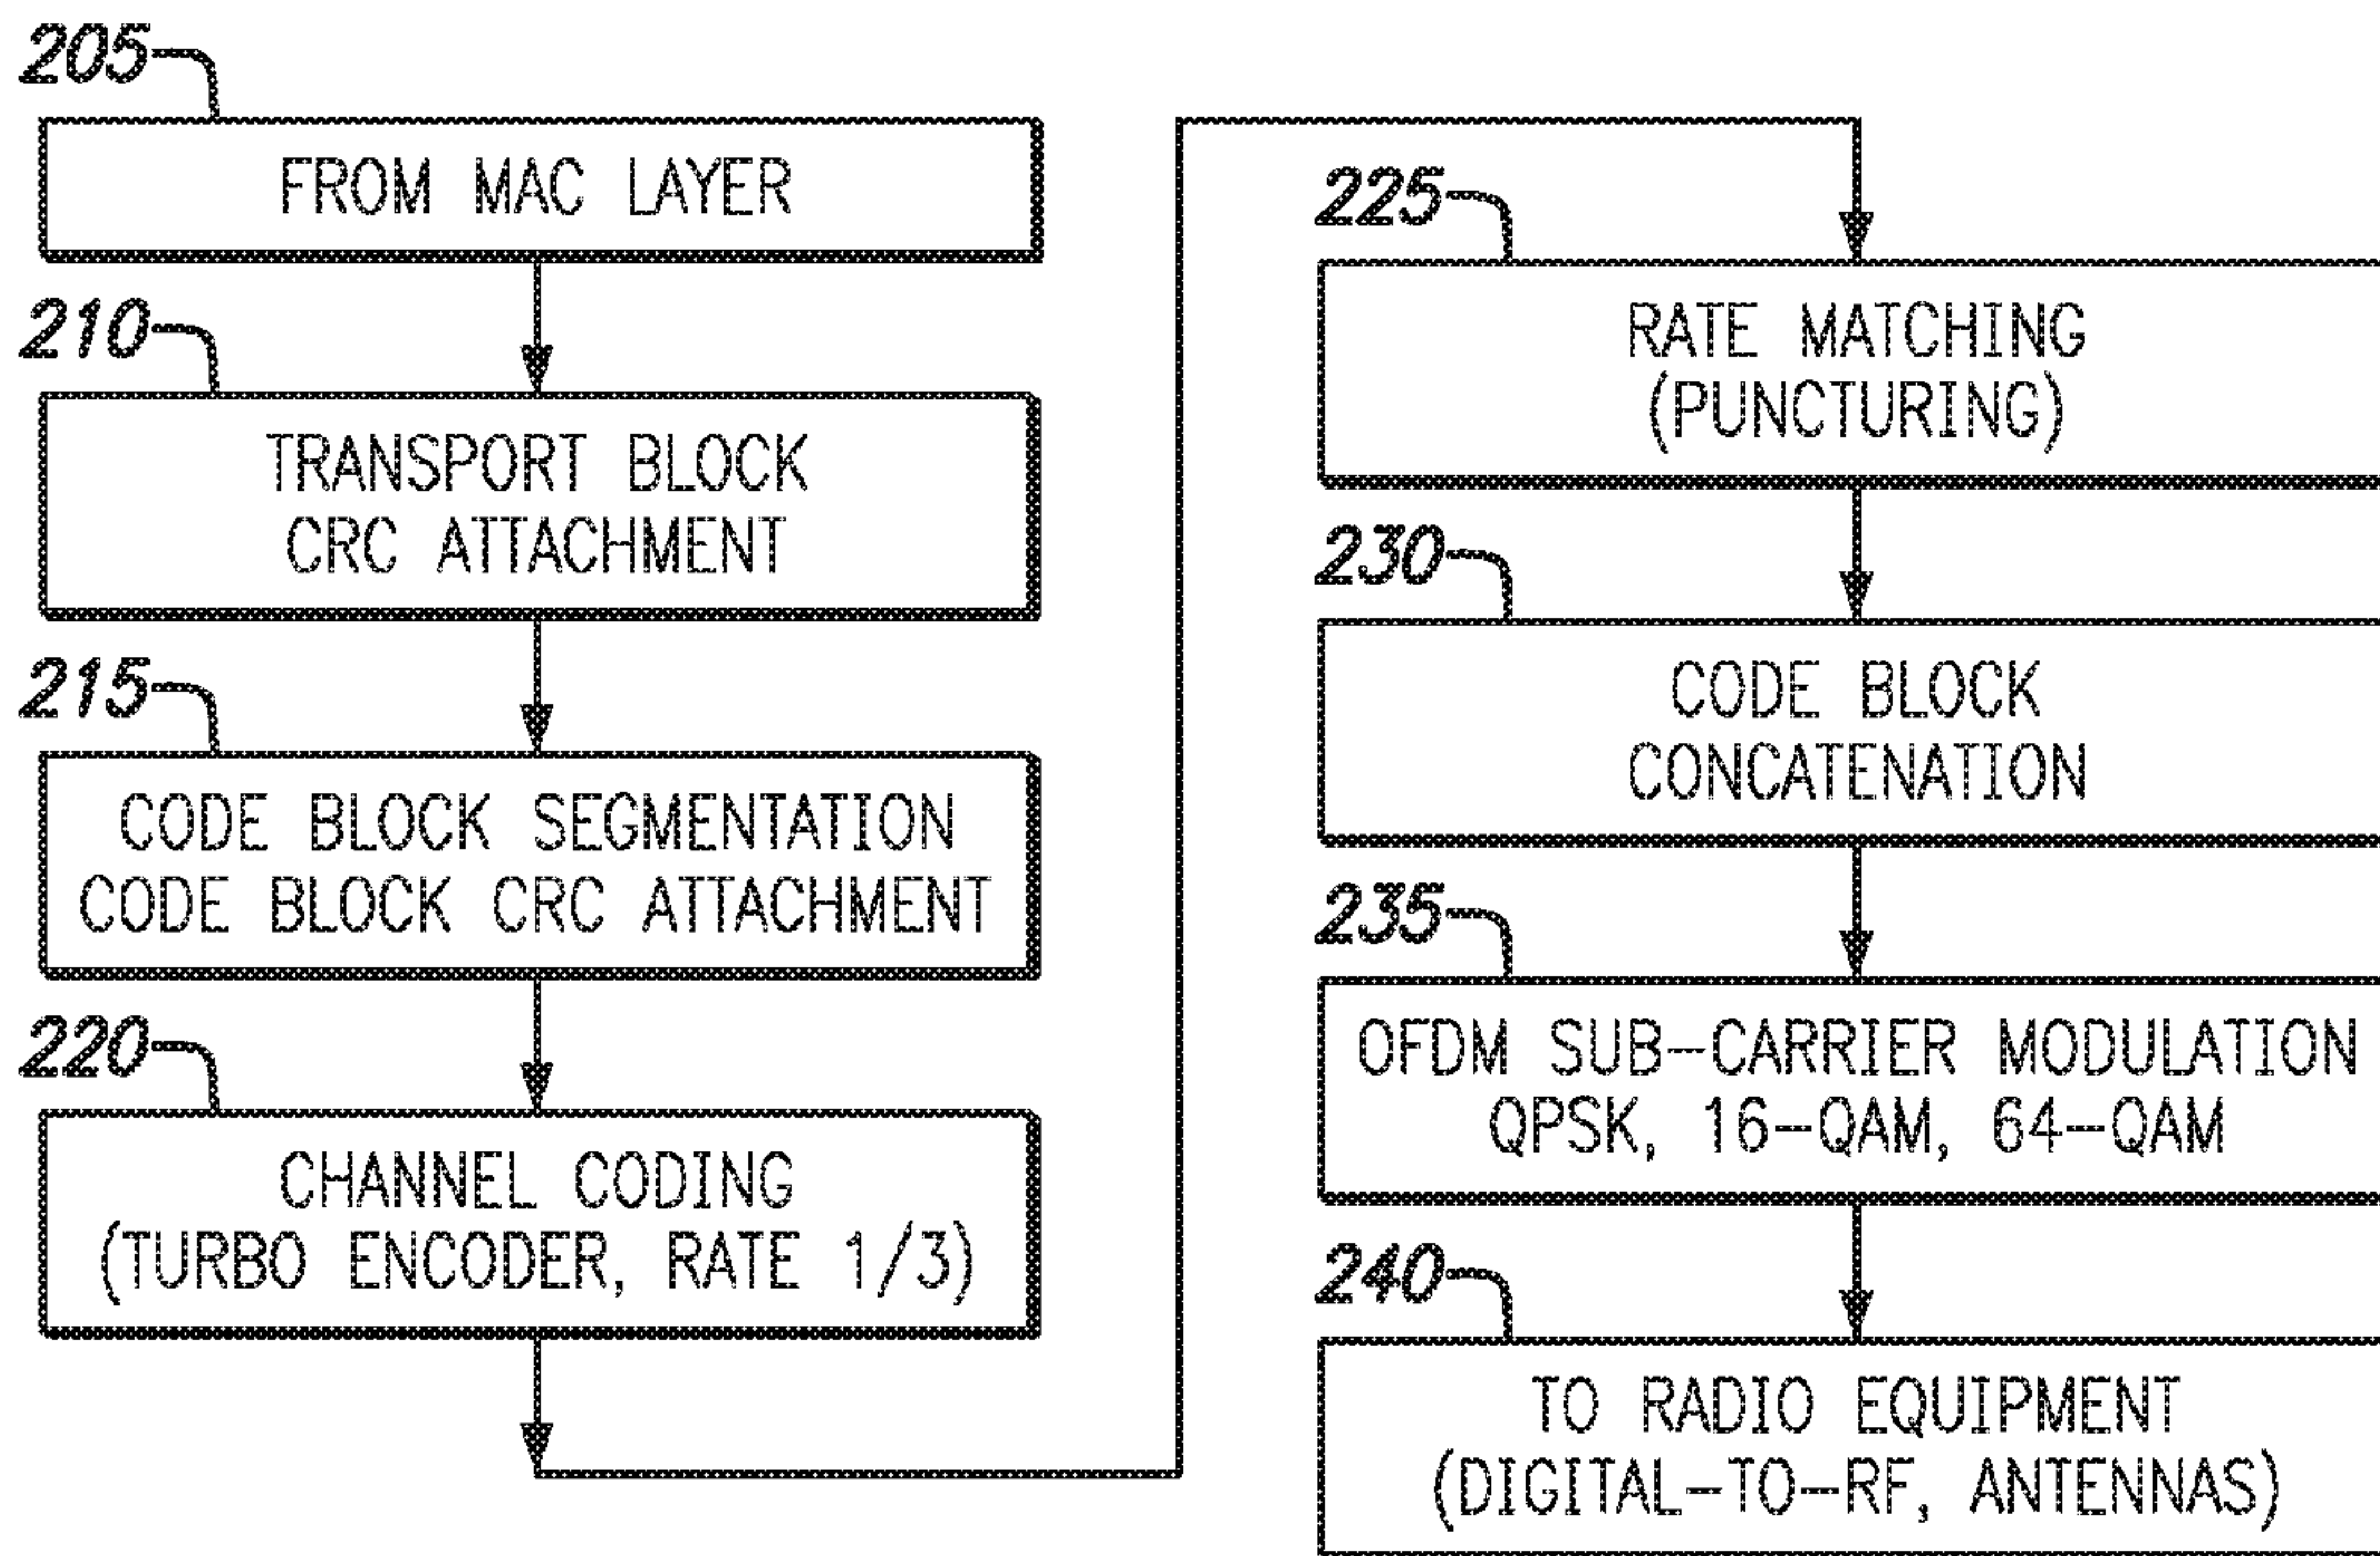 205
FROM MAC LAYER
210
TRANSPORT BLOCK
CRC ATTACHMENT
215
CODE BLOCK SEGMENTATION
CODE BLOCK CRC ATTACHMENT
220
CHANNEL CODING
(TURBO ENCODER, RATE 1/3)
225
RATE MATCHING
(PUNCTURING)
230
CODE BLOCK
CONCATENATION
235
OFDM SUB-CARRIER MODULATION
QPSK, 16-QAM, 64-QAM
240
TO RADIO EQUIPMENT
(DIGITAL-TO-RF, ANTENNAS)